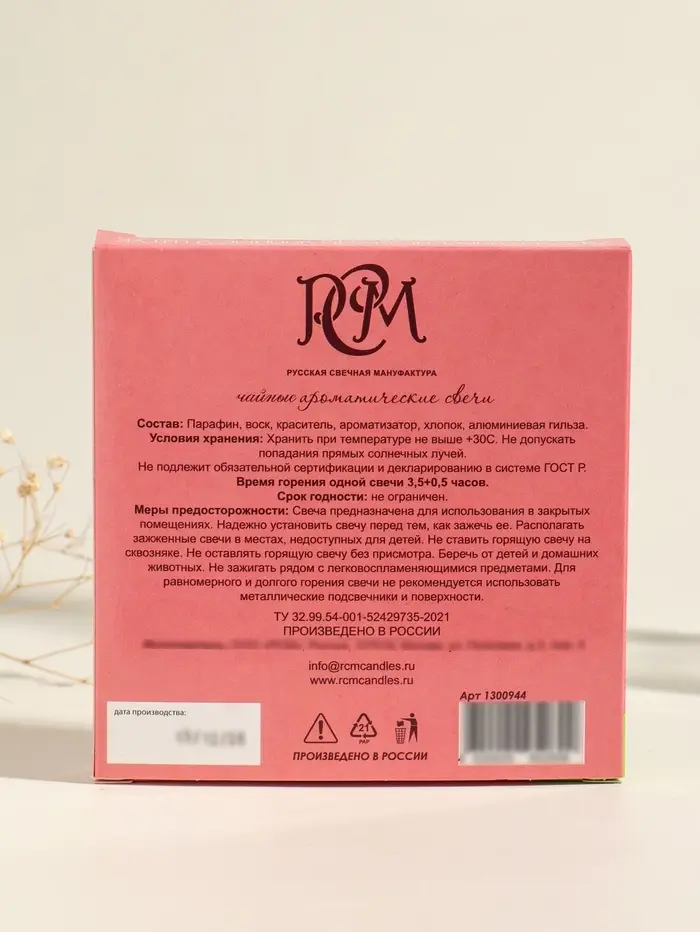 РСМ
РУССКАЯ СВЕЧНАЯ МАНУФАКТУРА
чайные ароматические свечи
Состав: Парафин, воск, краситель, ароматизатор, хлопок, алюминиевая гильза.
Условия хранения: Хранить при температуре не выше +30С. Не допускать
попадания прямых солнечных лучей.
Не подлежит обязательной сертификации и декларированию в системе ГОСТ Р.
Время горения одной свечи 3,5+0,5 часов.
Срок годности: не ограничен.
Меры предосторожности: Свеча предназначена для использования в закрытых
помещениях. Надежно установить свечу перед тем, как зажечь ее. Располагать
зажженные свечи в местах, недоступных для детей. Не ставить горящую свечу на
сквозняке. Не оставлять горящую свечу без присмотра. Беречь от детей и домашних
животных. Не зажигать рядом с легковоспламеняющимися предметами. Для
равномерного и долгого горения свечи не рекомендуется использовать
металлические подсвечники и поверхности.
ТУ 32.99.54-001-52429735-2021
ПРОИЗВЕДЕНО В РОССИИ
info@rcmcandles.ru
www.rcmcandles.ru
Арт 1300944
дата производства:
21
PAP
ПРОИЗВЕДЕНО В РОССИИ